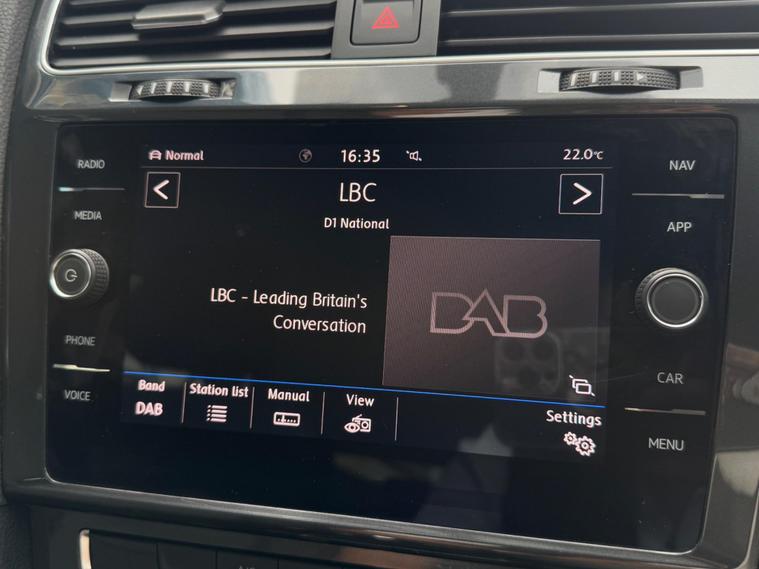 Normal 16:35 22.0°C
LBC
D1 National
LBC - Leading Britain's
Conversation
DAB
Band
DAB
Station list
Manual
View
Settings
RADIO
MEDIA
PHONE
VOICE
NAV
APP
CAR
MENU